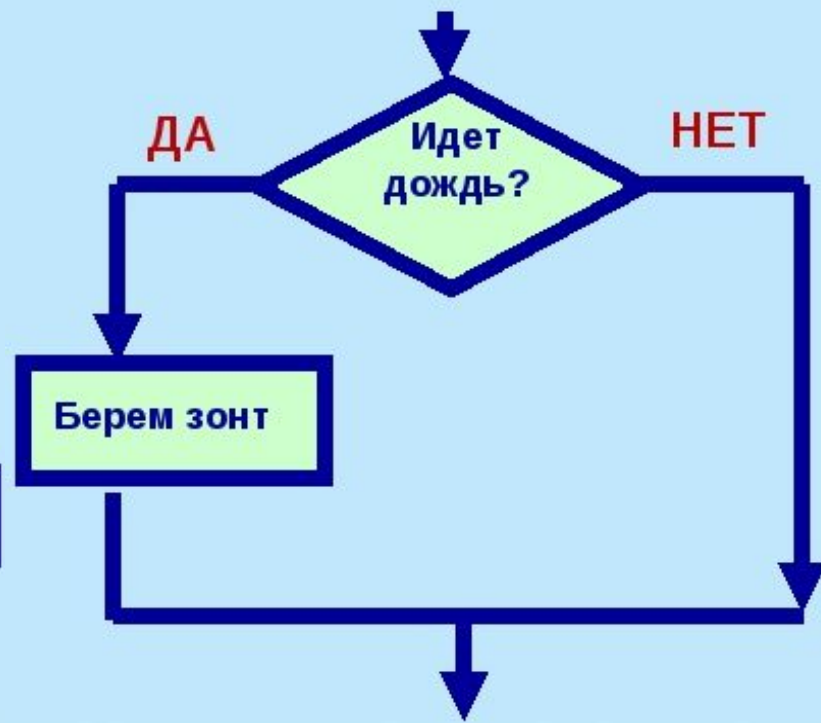 ДА
Идет
дождь?
НЕТ
Берем зонт